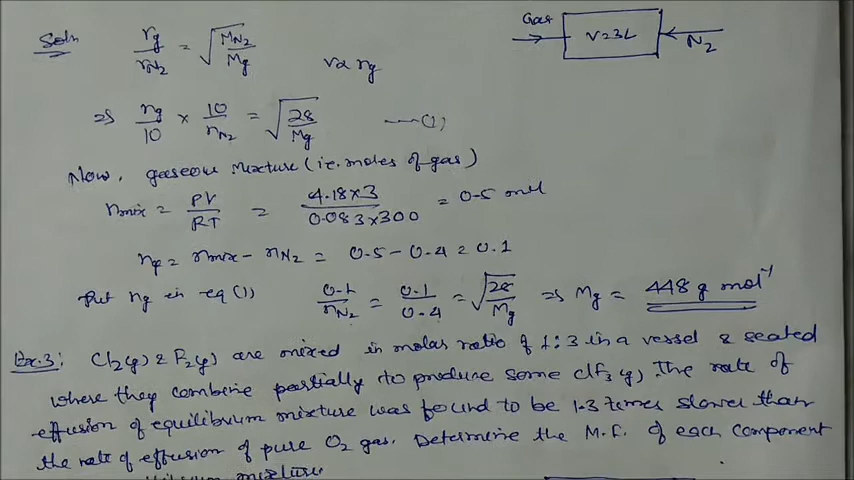 Soln
rg/rN2 = √(MN2/Mg)
r ∝ ng
Gas
V=3L
N2
⇒ ng/10 × 10/nN2 = √(28/Mg) ——(1)
Now, gaseous mixture (i.e. moles of gas)
nmix = PV/RT = 4.18×3/0.083×300 = 0.5 mol
ng = nmix - nN2 = 0.5 - 0.4 = 0.1
Put ng in eq (1) 0.1/nN2 = 0.1/0.4 = √(28/Mg) ⇒ Mg = 448 g mol⁻¹
Ex.3: Cl2(g) & F2(g) are mixed in molar ratio of 1:3 in a vessel & sealed
where they combine partially to produce some ClF3(g). The rate of
effusion of equilibrium mixture was found to be 1.3 times slower than
the rate of effusion of pure O2 gas. Determine the M.F. of each component
mixture